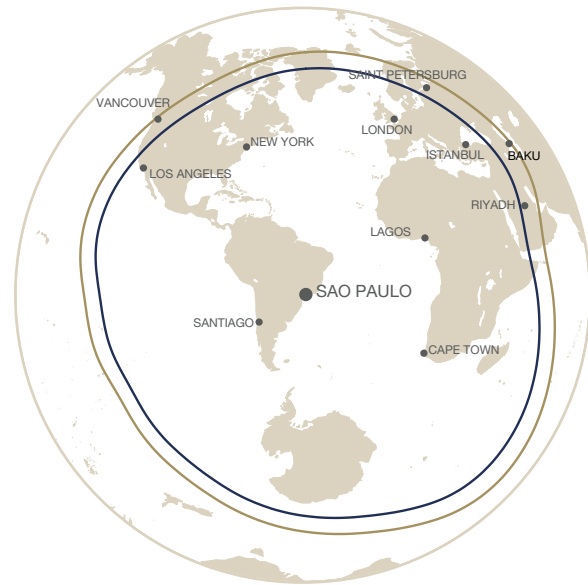 SAINT PETERSBURG
VANCOUVER
LONDON
NEW YORK
ISTANBUL
BAKU
LOS ANGELES
RIYADH
LAGOS
SAO PAULO
SANTIAGO
CAPE TOWN